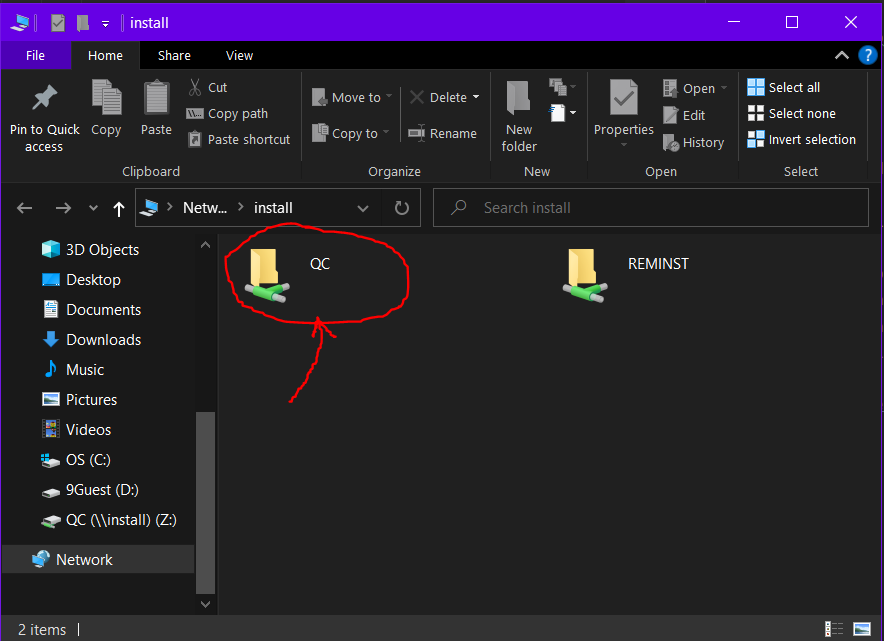 install
File
Home
Share
View
?
Pin to Quick access
Copy
Paste
Cut
Copy path
Paste shortcut
Clipboard
Move to
Copy to
Delete
Rename
Organize
New folder
New
Properties
Open
Edit
History
Open
Select all
Select none
Invert selection
Select
Netw...
install
Search install
3D Objects
Desktop
Documents
Downloads
Music
Pictures
Videos
OS (C:)
9Guest (D:)
QC (\\install) (Z:)
Network
QC
REMINST
2 items